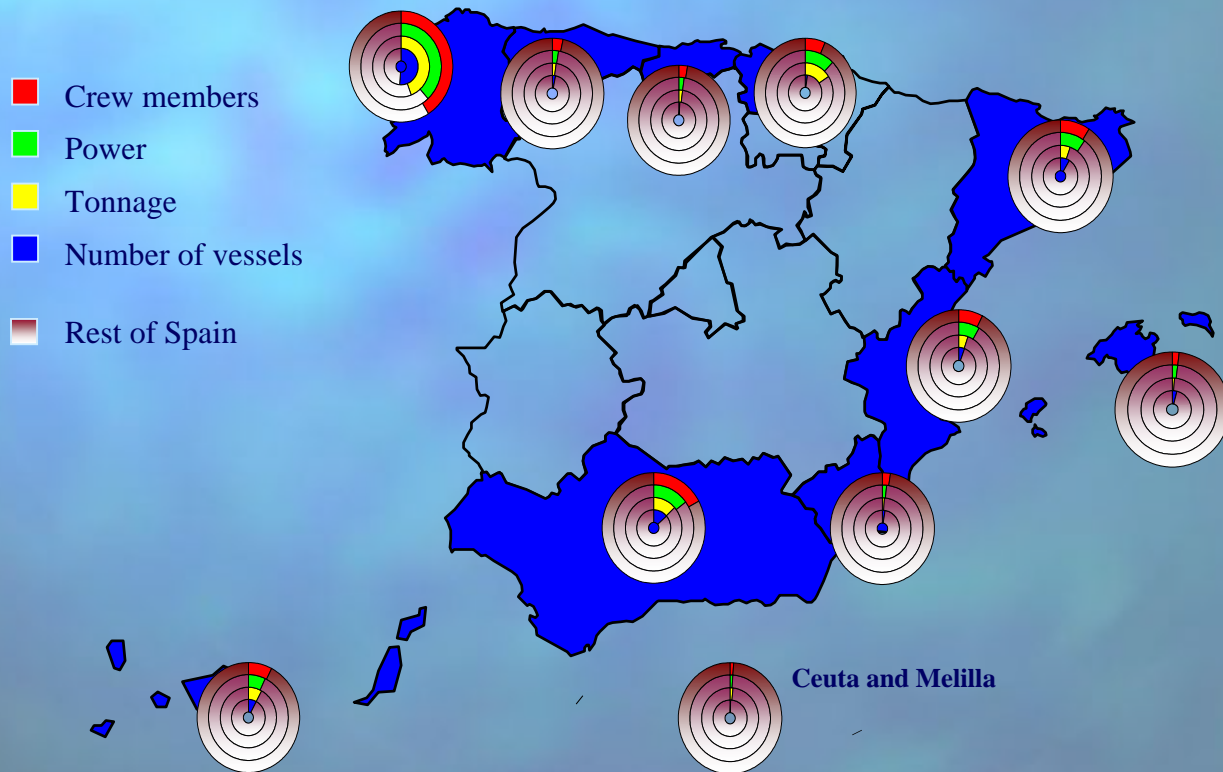 Crew members
Power
Tonnage
Number of vessels
Rest of Spain
Ceuta and Melilla